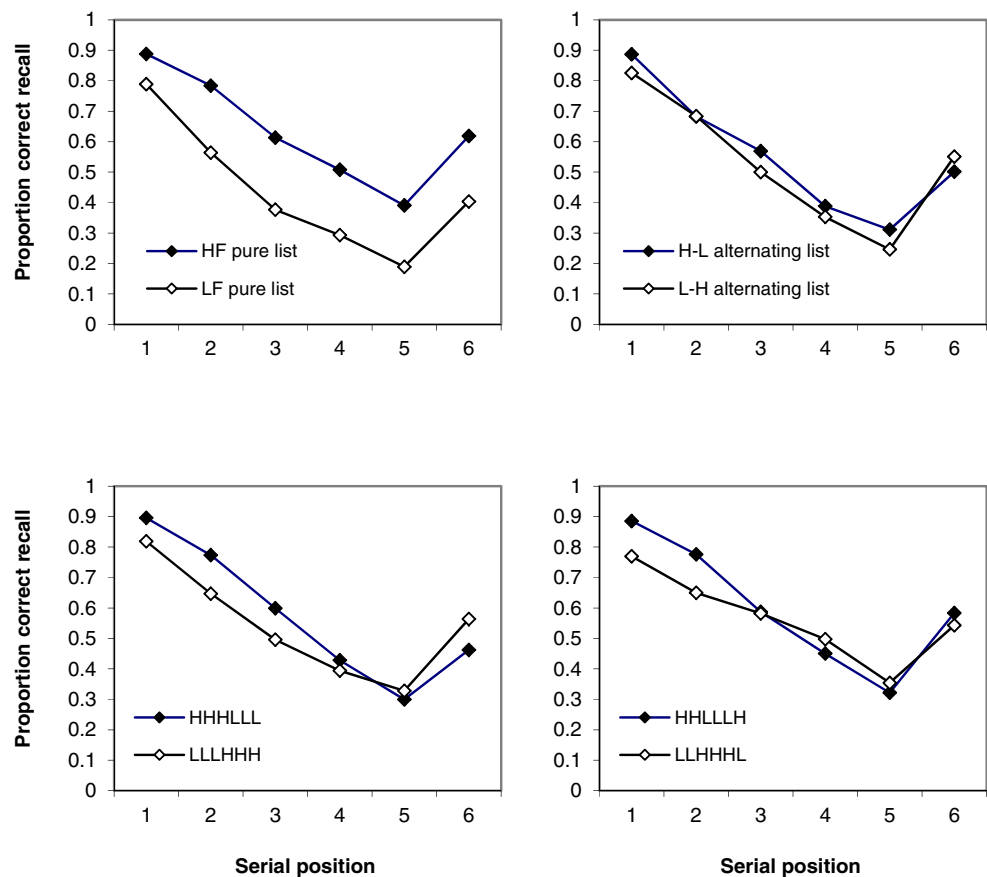 Proportion correct recall
1
0.9
0.8
0.7
0.6
0.5
0.4
0.3
0.2
0.1
0
HF pure list
LF pure list
1 2 3 4 5 6
1
0.9
0.8
0.7
0.6
0.5
0.4
0.3
0.2
0.1
0
H-L alternating list
L-H alternating list
1 2 3 4 5 6
Proportion correct recall
1
0.9
0.8
0.7
0.6
0.5
0.4
0.3
0.2
0.1
0
HHHLLL
LLLHHH
1 2 3 4 5 6
Serial position
1
0.9
0.8
0.7
0.6
0.5
0.4
0.3
0.2
0.1
0
HHLLLH
LLHHHL
1 2 3 4 5 6
Serial position